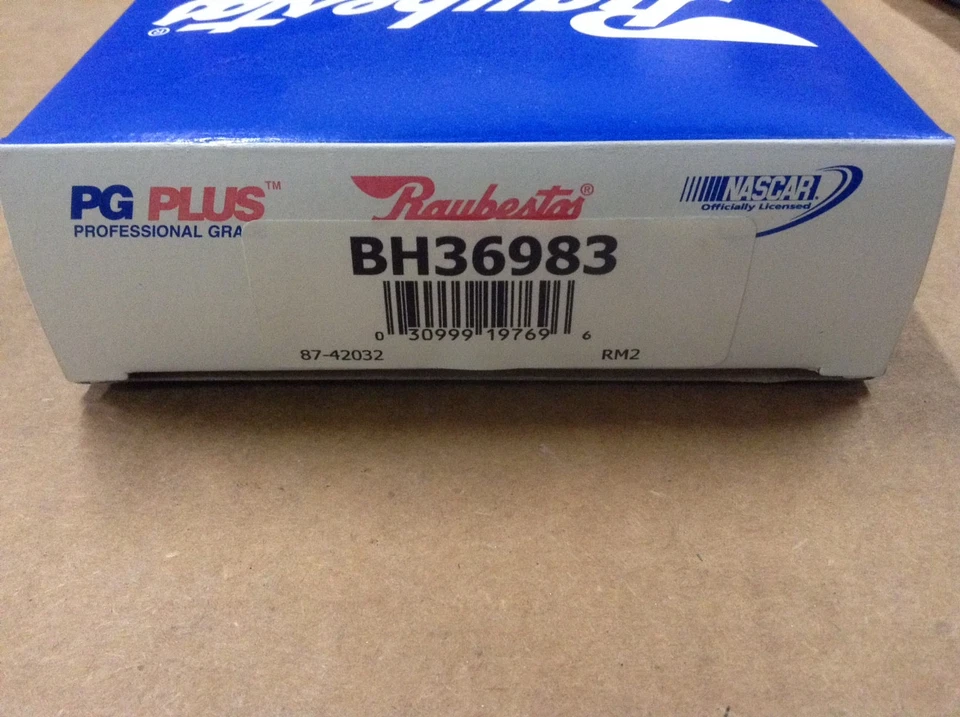 Raybestos®
PG PLUS™
PROFESSIONAL GRA
Raybestos®
NASCAR.
Officially Licensed
BH36983
0 30999 19769 6
87-42032
RM2